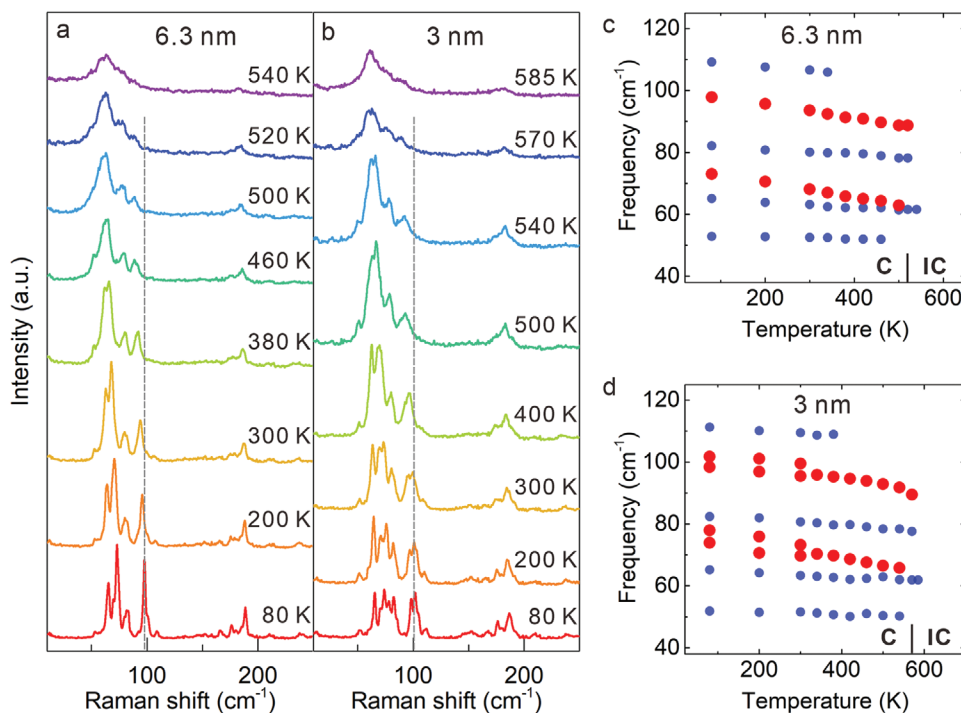 a 6.3 nm
540 K
520 K
500 K
460 K
380 K
300 K
200 K
80 K
100 200
Raman shift (cm⁻¹)
Intensity (a.u.)
b 3 nm
585 K
570 K
540 K
500 K
400 K
300 K
200 K
80 K
100 200
Raman shift (cm⁻¹)
c 6.3 nm
120
100
80
60
40
C IC
200 400 600
Temperature (K)
Frequency (cm⁻¹)
d 3 nm
120
100
80
60
40
C IC
200 400 600
Temperature (K)
Frequency (cm⁻¹)